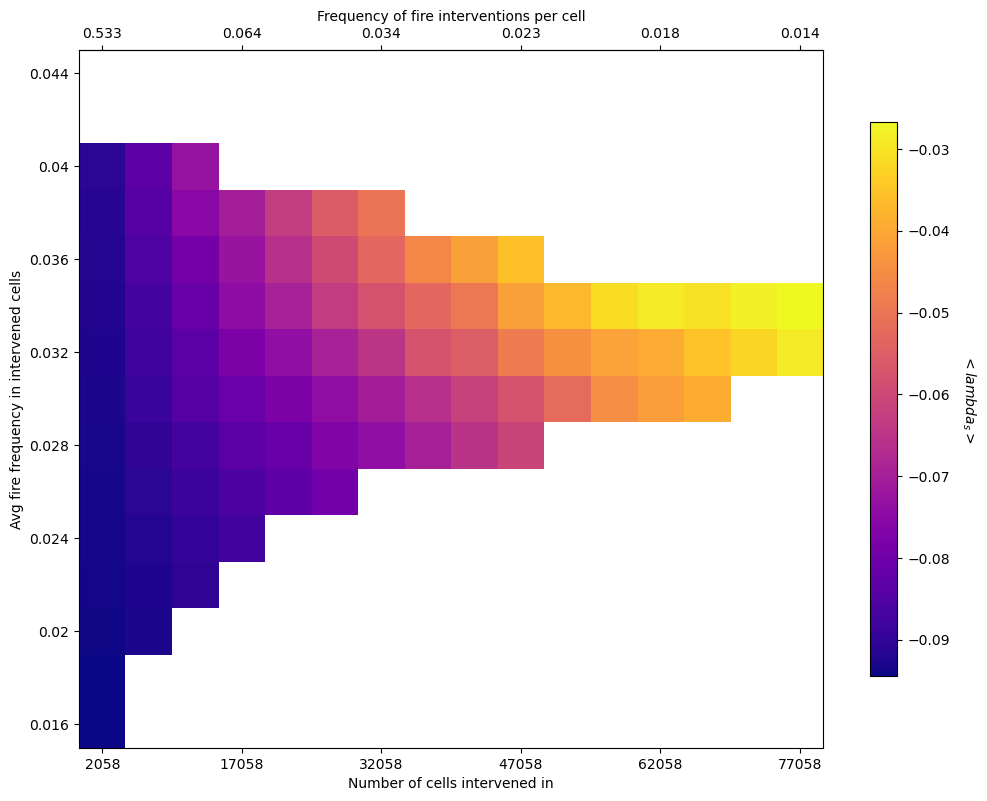 Frequency of fire interventions per cell
0.533 0.064 0.034 0.023 0.018 0.014
Avg fire frequency in intervened cells
0.044
0.04
0.036
0.032
0.028
0.024
0.02
0.016
2058 17058 32058 47058 62058 77058
Number of cells intervened in
−0.03
−0.04
−0.05
−0.06
−0.07
−0.08
−0.09
< lambda_s >